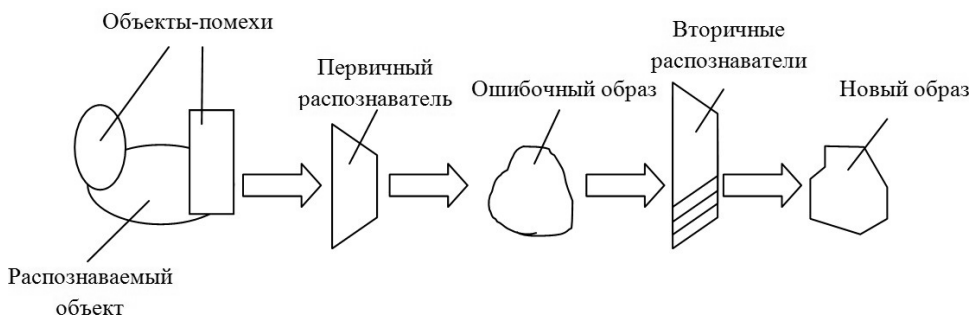 Объекты-помехи
Первичный
распознаватель
Ошибочный образ
Вторичные
распознаватели
Новый образ
Распознаваемый
объект